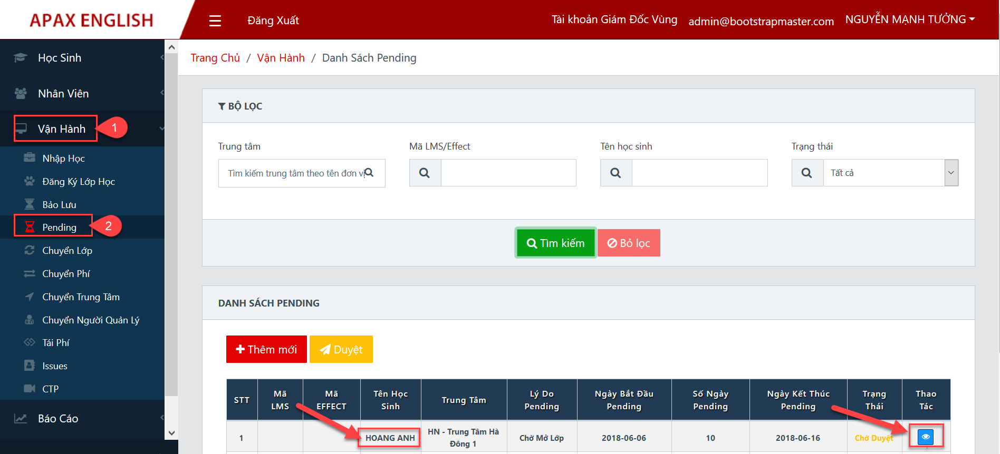 APAX ENGLISH
Đăng Xuất
Tài khoản Giám Đốc Vùng
admin@bootstrapmaster.com
NGUYỄN MẠNH TƯỞNG
Học Sinh
Nhân Viên
Vận Hành
1
Nhập Học
Đăng Ký Lớp Học
Bảo Lưu
Pending
2
Chuyển Lớp
Chuyển Phí
Chuyển Trung Tâm
Chuyển Người Quản Lý
Tái Phí
Issues
CTP
Báo Cáo
Trang Chủ / Vận Hành / Danh Sách Pending
BỘ LỌC
Trung tâm
Mã LMS/Effect
Tên học sinh
Trạng thái
Tìm kiếm trung tâm theo tên đơn vị
Tất cả
Tìm kiếm
Bỏ lọc
DANH SÁCH PENDING
Thêm mới
Duyệt
STT
Mã
LMS
Mã
EFFECT
Tên Học
Sinh
Trung Tâm
Lý Do
Pending
Ngày Bắt Đầu
Pending
Số Ngày
Pending
Ngày Kết Thúc
Pending
Trạng
Thái
Thao
Tác
1
HOANG ANH
HN - Trung Tâm Hà
Đông 1
Chờ Mở Lớp
2018-06-06
10
2018-06-16
Chờ Duyệt